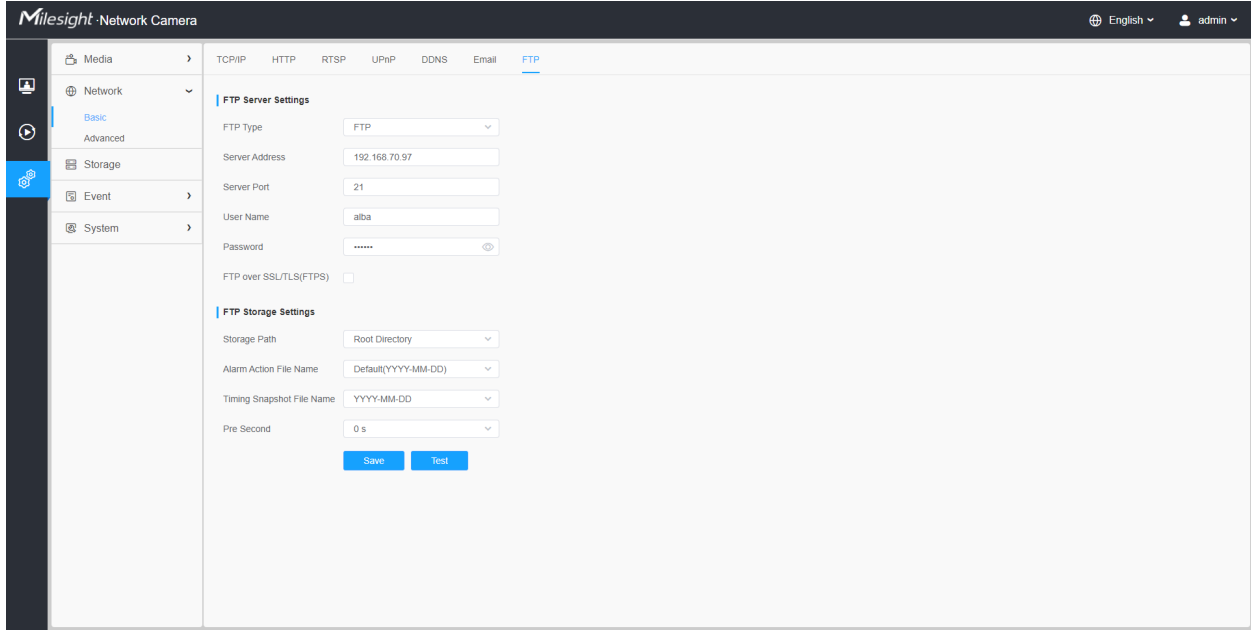 Milesight·Network Camera
English
admin
Media
Network
Basic
Advanced
Storage
Event
System
TCP/IP HTTP RTSP UPnP DDNS Email FTP
FTP Server Settings
FTP Type FTP
Server Address 192.168.70.97
Server Port 21
User Name alba
Password ••••••
FTP over SSL/TLS(FTPS)
FTP Storage Settings
Storage Path Root Directory
Alarm Action File Name Default(YYYY-MM-DD)
Timing Snapshot File Name YYYY-MM-DD
Pre Second 0 s
Save Test